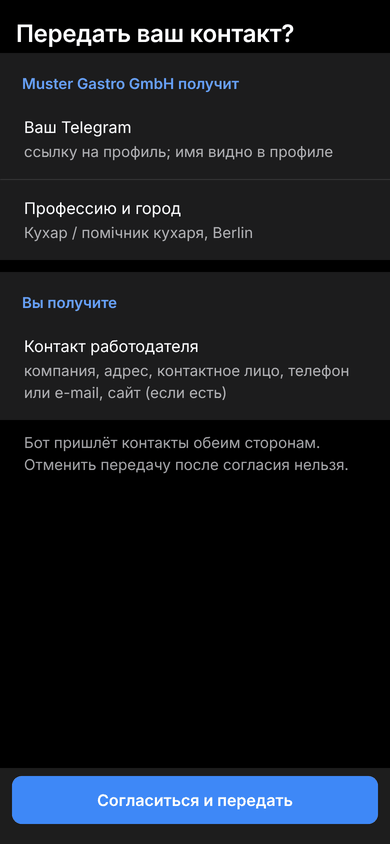 Передать ваш контакт?
Muster Gastro GmbH получит
Ваш Telegram
ссылку на профиль; имя видно в профиле
Профессию и город
Кухар / помічник кухаря, Berlin
Вы получите
Контакт работодателя
компания, адрес, контактное лицо, телефон
или e-mail, сайт (если есть)
Бот пришлёт контакты обеим сторонам.
Отменить передачу после согласия нельзя.
Согласиться и передать